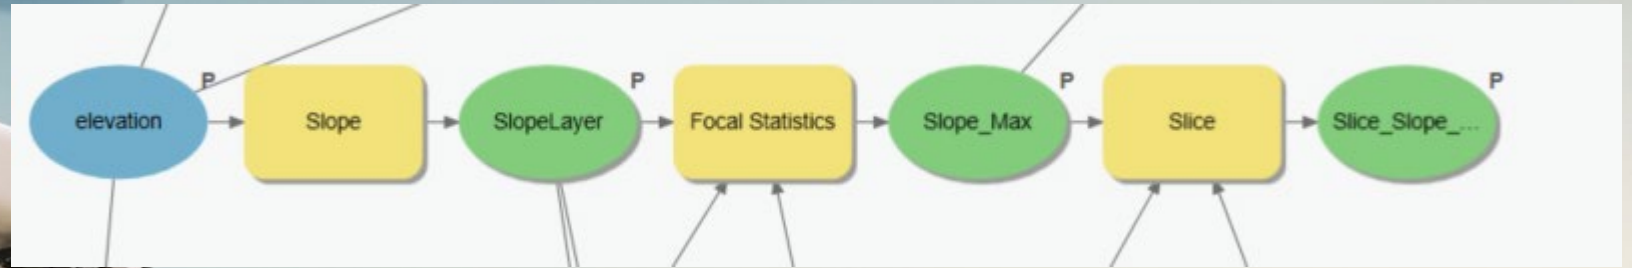 P
P
P
P
elevation
Slope
SlopeLayer
Focal Statistics
Slope_Max
Slice
Slice_Slope_...